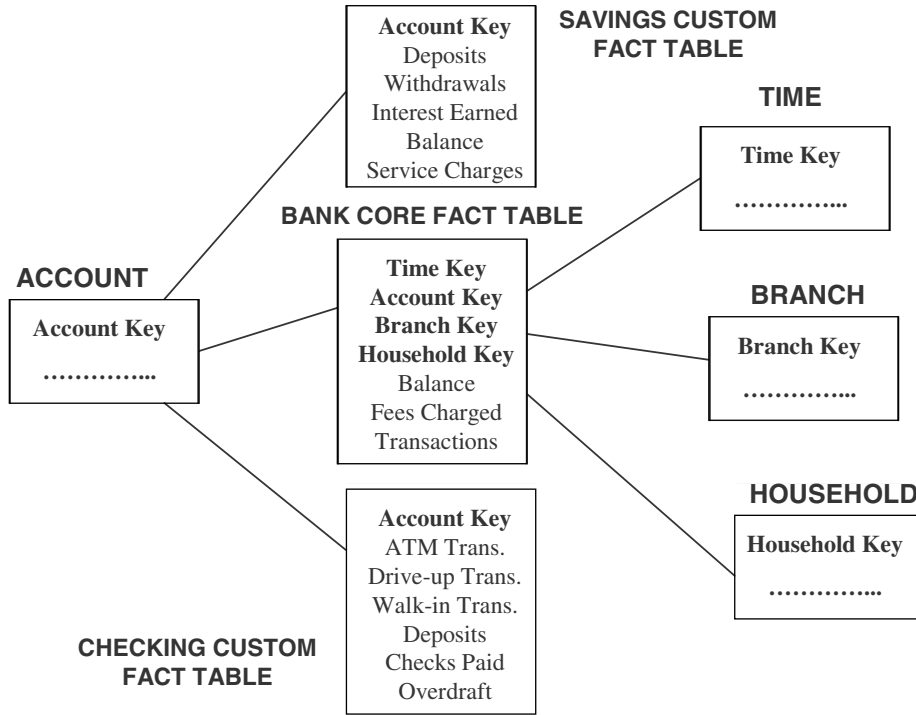 SAVINGS CUSTOM
FACT TABLE
Account Key
Deposits
Withdrawals
Interest Earned
Balance
Service Charges
TIME
Time Key
…………...
BANK CORE FACT TABLE
Time Key
Account Key
Branch Key
Household Key
Balance
Fees Charged
Transactions
ACCOUNT
Account Key
…………...
BRANCH
Branch Key
…………...
HOUSEHOLD
Household Key
…………...
Account Key
ATM Trans.
Drive-up Trans.
Walk-in Trans.
Deposits
Checks Paid
Overdraft
CHECKING CUSTOM
FACT TABLE